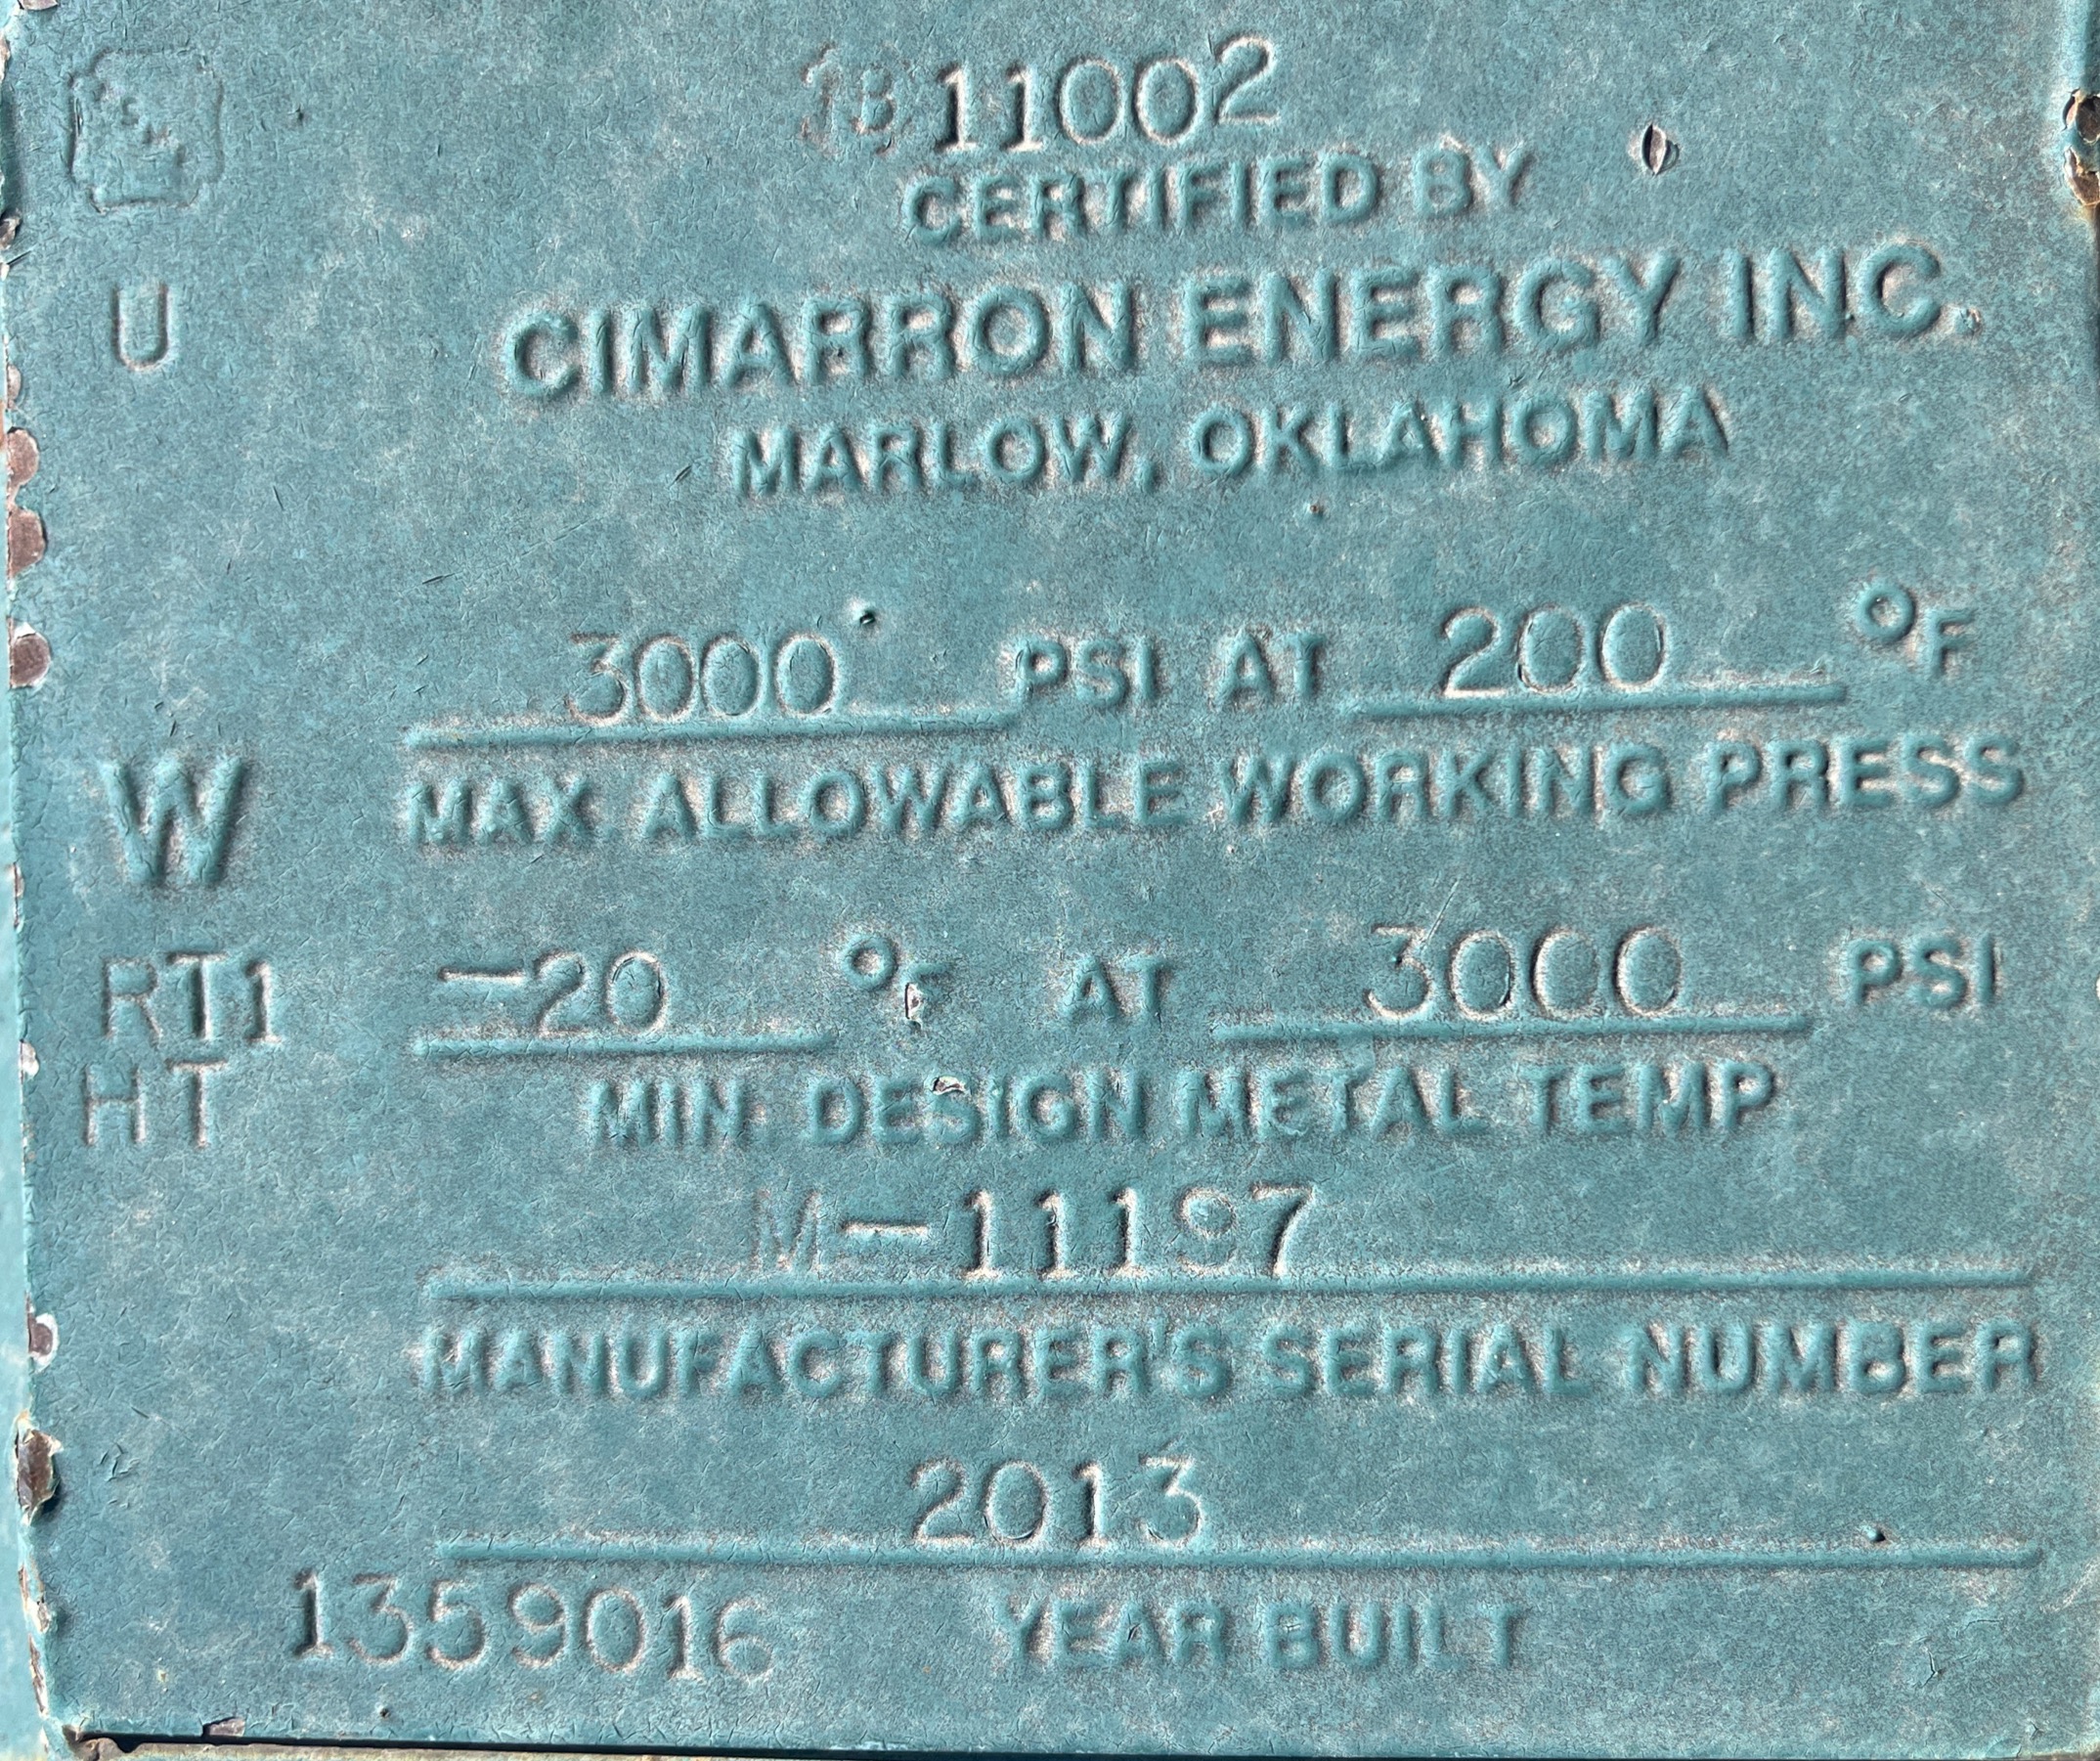 1311002
CERTIFIED BY
U
CIMARRON ENERGY INC.
MARLOW, OKLAHOMA
3000 PSI AT 200 °F
W
MAX. ALLOWABLE WORKING PRESS
RT1
-20 °F AT 3000 PSI
HT
MIN. DESIGN METAL TEMP.
M-11197
MANUFACTURER'S SERIAL NUMBER
2013
1359016 YEAR BUILT